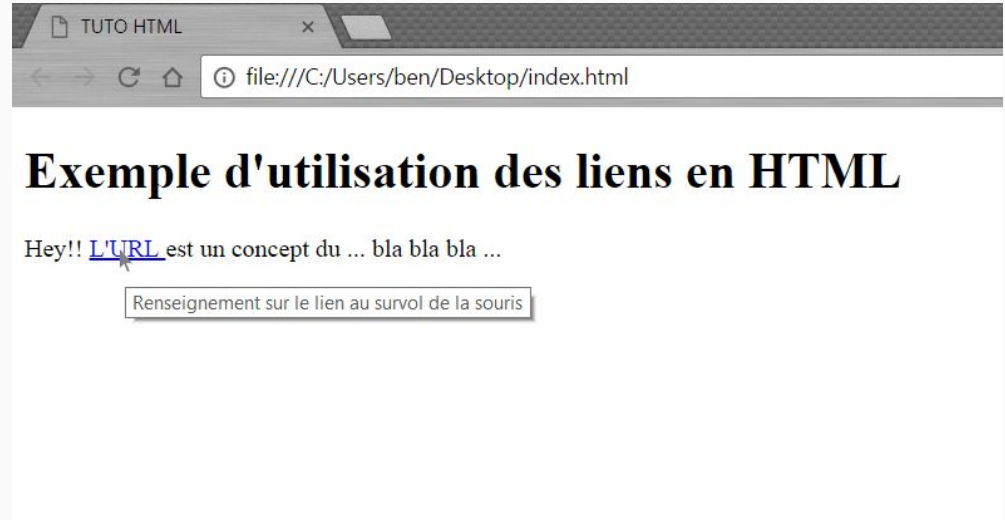 TUTO HTML
file:///C:/Users/ben/Desktop/index.html
Exemple d'utilisation des liens en HTML
Hey!! L'URL est un concept du ... bla bla bla ...
Renseignement sur le lien au survol de la souris